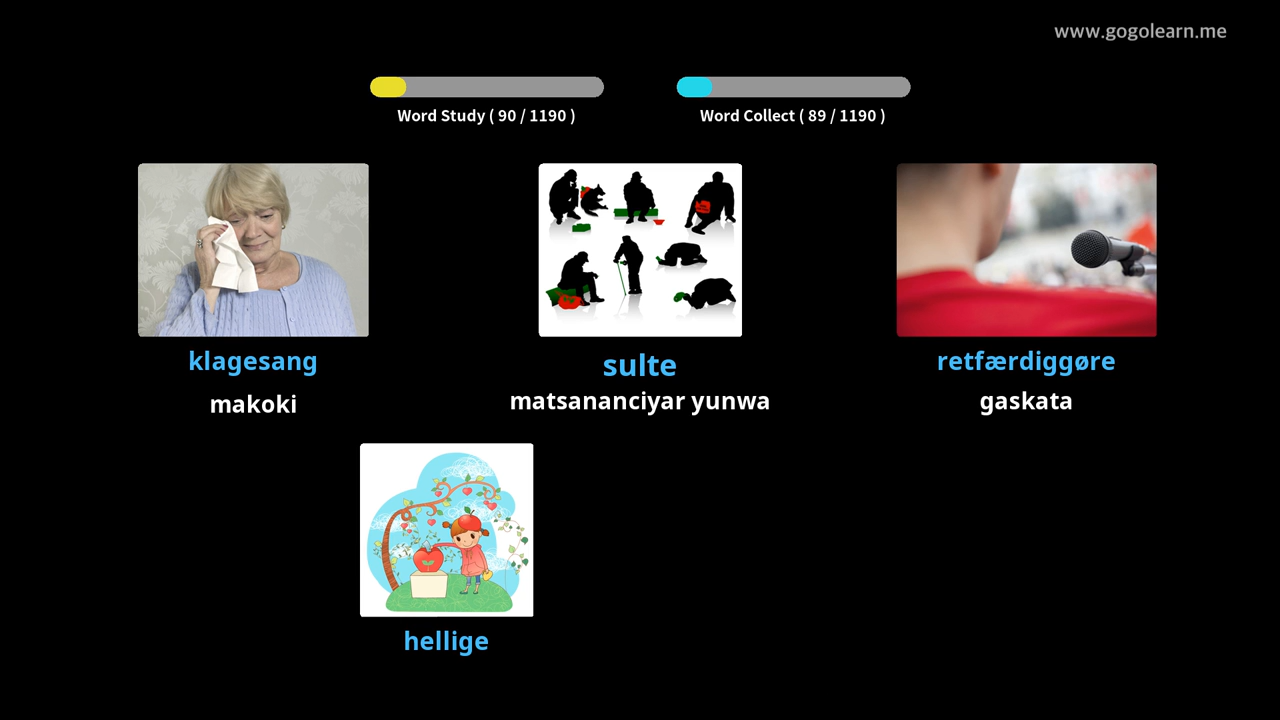 www.gogolearn.me
Word Study ( 90 / 1190 )
Word Collect ( 89 / 1190 )
klagesang
makoki
sulte
matsananciyar yunwa
retfærdiggøre
gaskata
hellige